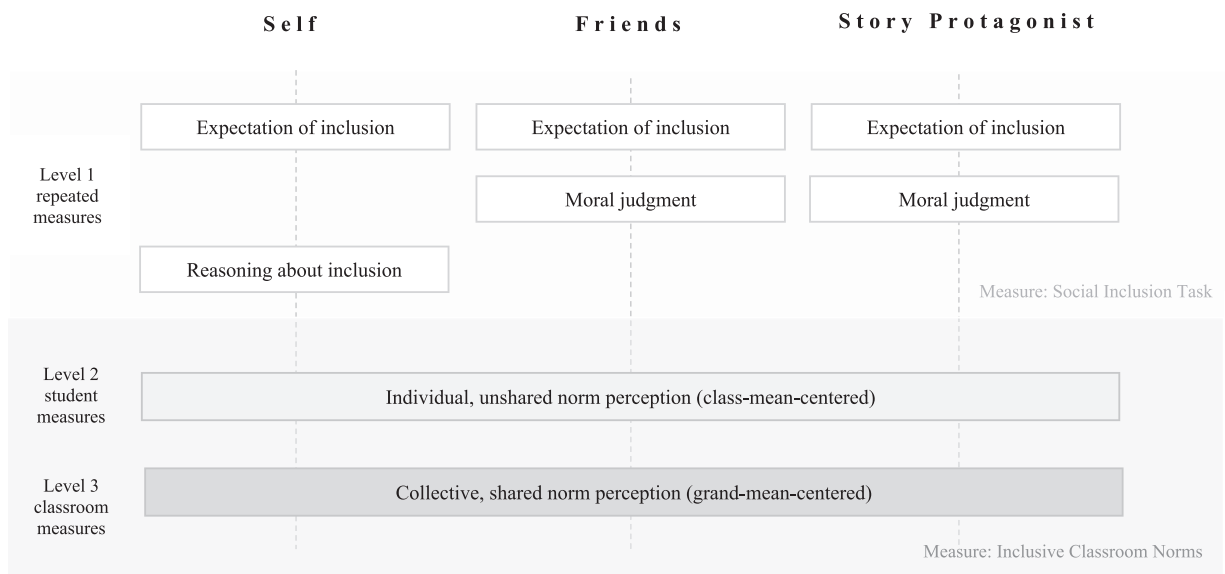 Self Friends Story Protagonist
Expectation of inclusion Expectation of inclusion Expectation of inclusion
Level 1
repeated
measures
Moral judgment Moral judgment
Reasoning about inclusion
Measure: Social Inclusion Task
Level 2
student
measures
Individual, unshared norm perception (class-mean-centered)
Level 3
classroom
measures
Collective, shared norm perception (grand-mean-centered)
Measure: Inclusive Classroom Norms